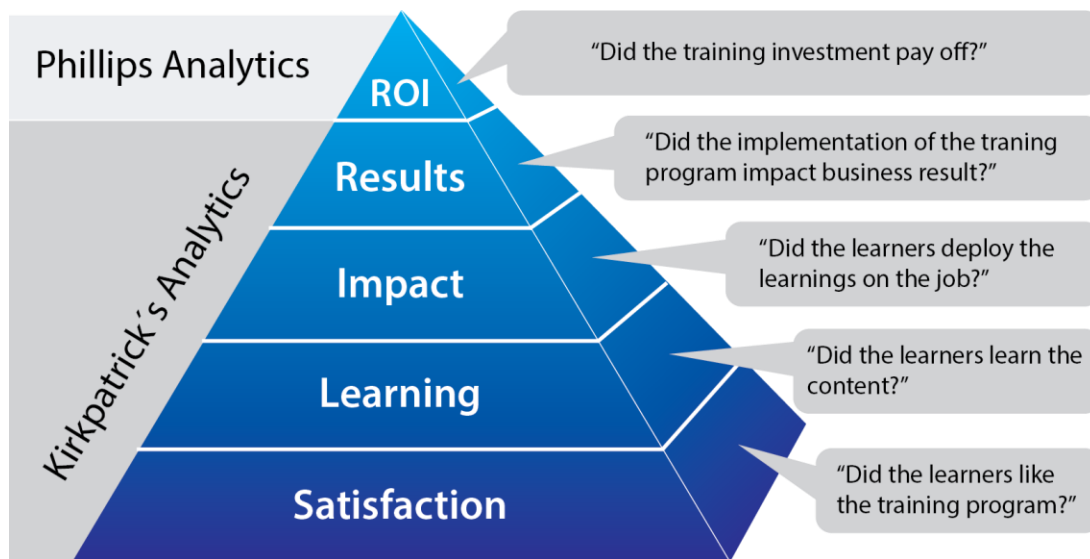 Phillips Analytics
ROI
“Did the training investment pay off?”
Kirkpatrick´s Analytics
Results
“Did the implementation of the traning
program impact business result?”
Impact
“Did the learners deploy the
learnings on the job?”
Learning
“Did the learners learn the
content?”
Satisfaction
“Did the learners like
the training program?”